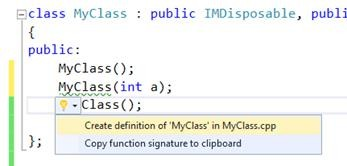 class MyClass : public IMDisposable, publi
{
public:
MyClass();
MyClass(int a);
Class();
Create definition of 'MyClass' in MyClass.cpp
Copy function signature to clipboard
};